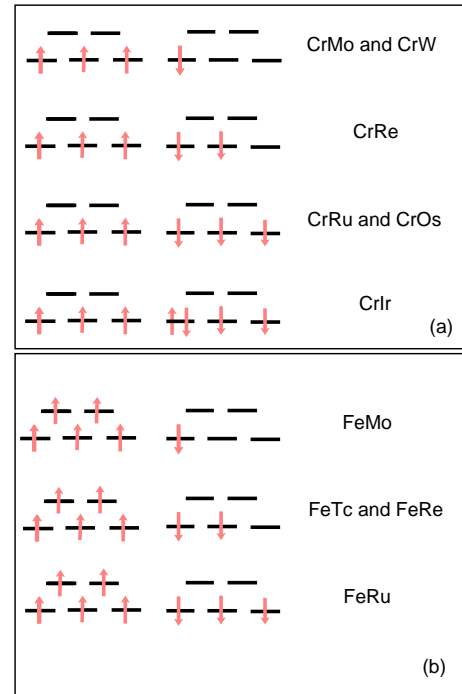 CrMo and CrW
CrRe
CrRu and CrOs
CrIr
(a)
FeMo
FeTc and FeRe
FeRu
(b)